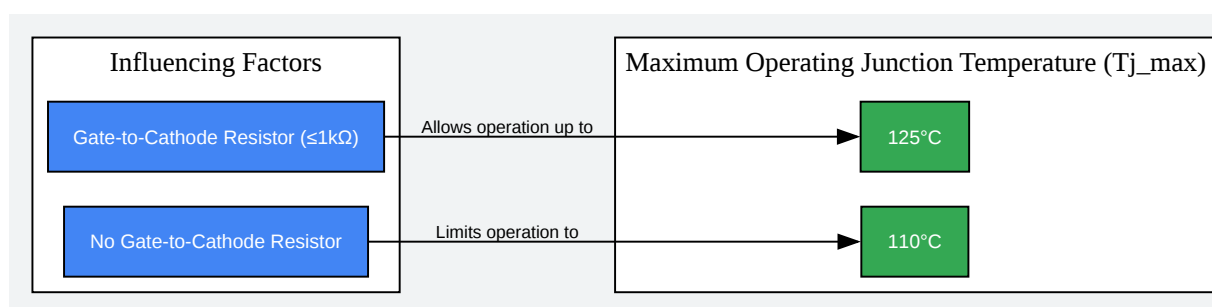 Influencing Factors
Maximum Operating Junction Temperature (Tj_max)
Gate-to-Cathode Resistor (≤1kΩ)
Allows operation up to
125°C
No Gate-to-Cathode Resistor
Limits operation to
110°C